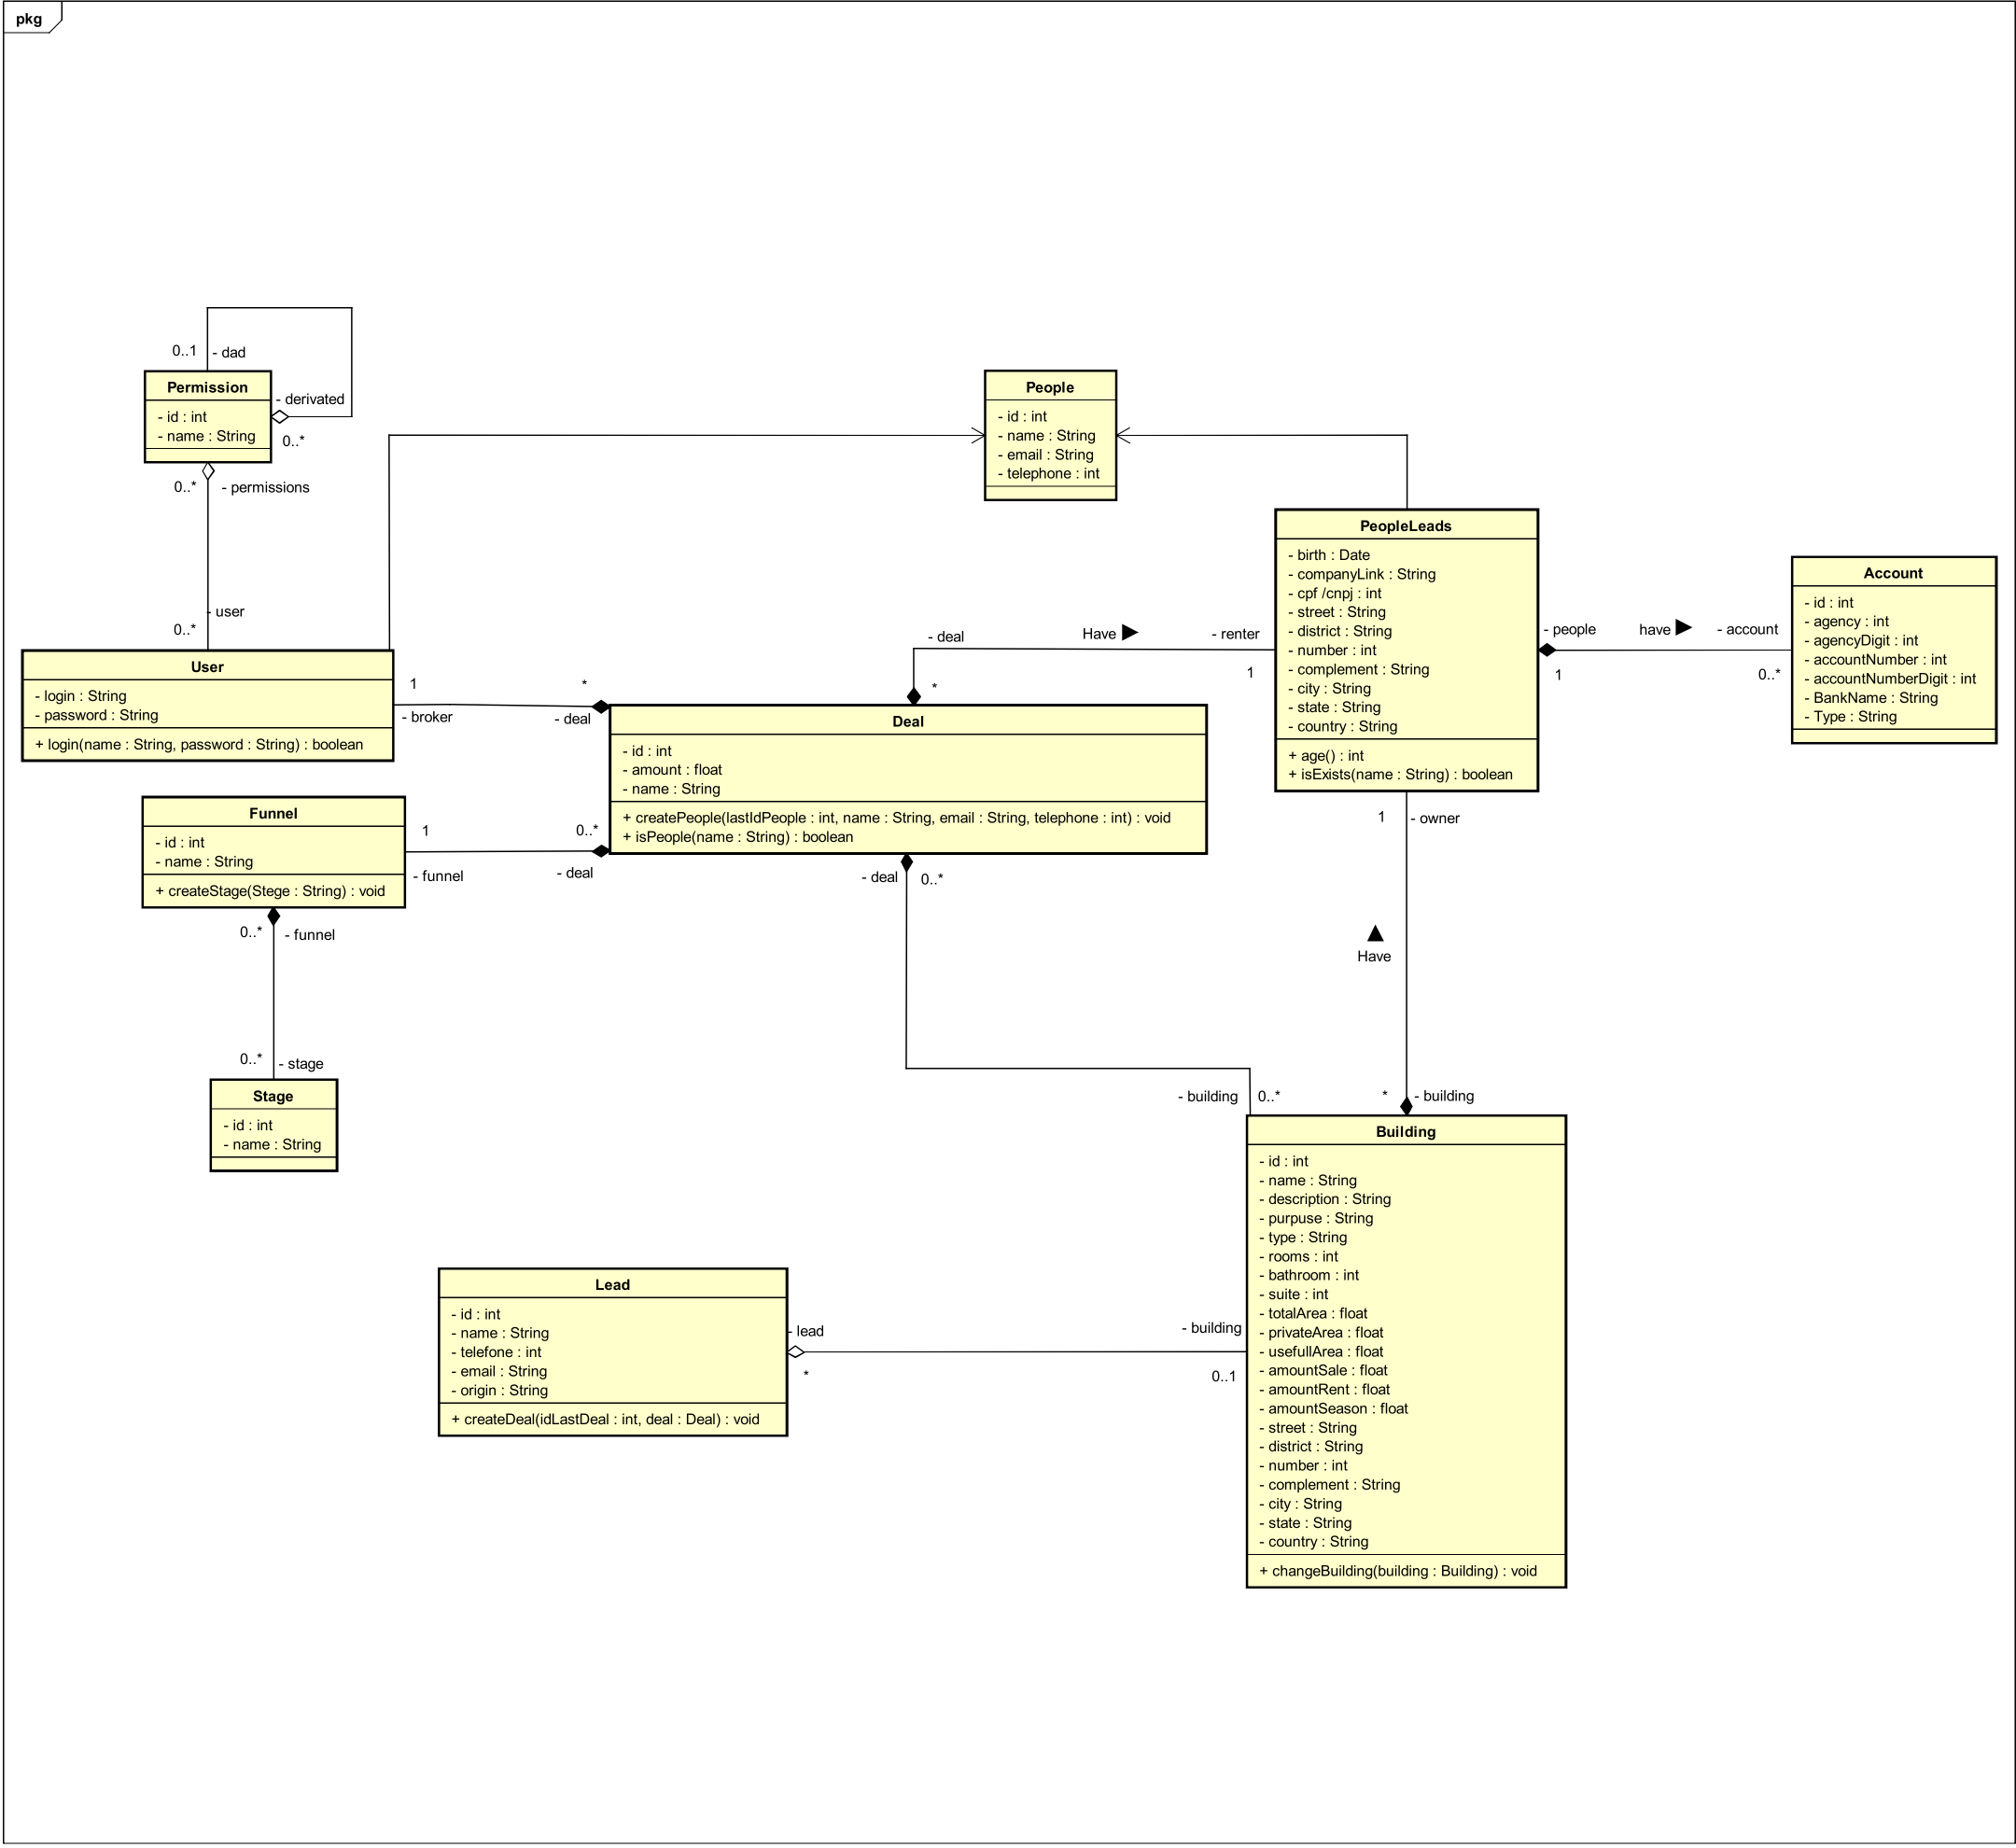 pkg
0..1
- dad
Permission
- id : int
- name : String
- derivated
0..*
0..*
- permissions
- user
0..*
People
- id : int
- name : String
- email : String
- telephone : int
PeopleLeads
- birth : Date
- companyLink : String
- cpf /cnpj : int
- street : String
- district : String
- number : int
- complement : String
- city : String
- state : String
- country : String
+ age() : int
+ isExists(name : String) : boolean
Account
- id : int
- agency : int
- agencyDigit : int
- accountNumber : int
- accountNumberDigit : int
- BankName : String
- Type : String
- people
have
- account
1
0..*
- deal
Have
- renter
*
1
User
- login : String
- password : String
+ login(name : String, password : String) : boolean
1
*
- broker
- deal
Deal
- id : int
- amount : float
- name : String
+ createPeople(lastIdPeople : int, name : String, email : String, telephone : int) : void
+ isPeople(name : String) : boolean
Funnel
- id : int
- name : String
+ createStage(Stege : String) : void
1
0..*
- funnel
- deal
- deal
0..*
1
- owner
0..*
- funnel
Have
0..*
- stage
Stage
- id : int
- name : String
- building
0..*
*
- building
Building
- id : int
- name : String
- description : String
- purpuse : String
- type : String
- rooms : int
- bathroom : int
- suite : int
- totalArea : float
- privateArea : float
- usefullArea : float
- amountSale : float
- amountRent : float
- amountSeason : float
- street : String
- district : String
- number : int
- complement : String
- city : String
- state : String
- country : String
+ changeBuilding(building : Building) : void
Lead
- id : int
- name : String
- telefone : int
- email : String
- origin : String
+ createDeal(idLastDeal : int, deal : Deal) : void
- lead
- building
*
0..1